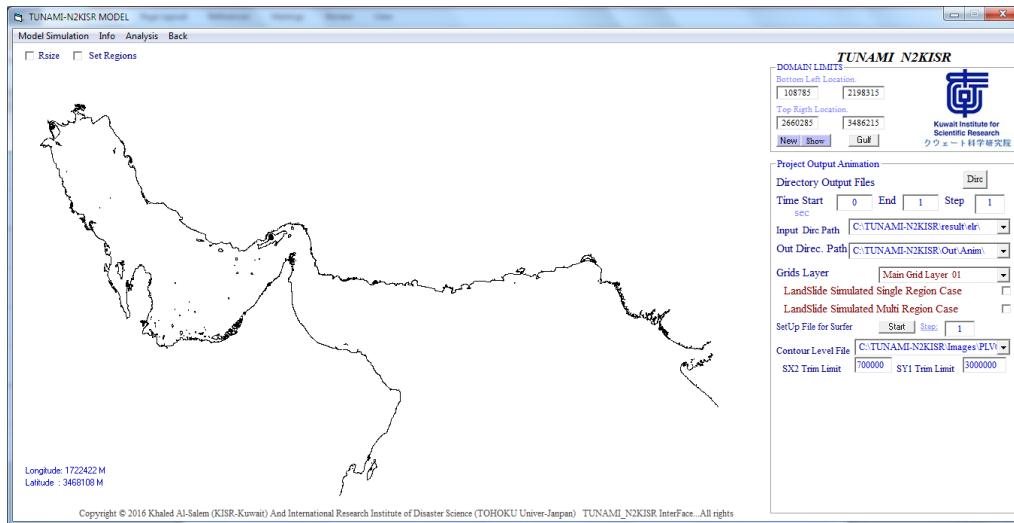 TUNAMI-N2KISR MODEL
Model Simulation Info Analysis Back
Rsize Set Regions
TUNAMI N2KISR
DOMAIN LIMITS
Bottom Left Location.
108785 2198315
Top Rigth Location.
2660285 3486215
New Show Gulf
Kuwait Institute for
Scientific Research
クウェート科学研究院
Project Output Animation
Directory Output Files Dirc
Time Start 0 End 1 Step 1
sec
Input Dirc Path C:\TUNAMI-N2KISR\result\elr\
Out Direc. Path C:\TUNAMI-N2KISR\Out\Anim\
Grids Layer Main Grid Layer 01
LandSlide Simulated Single Region Case
LandSlide Simulated Multi Region Case
SetUp File for Surfer Start Step: 1
Contour Level File C:\TUNAMI-N2KISR\Images\PLV
SX2 Trim Limit 700000 SY1 Trim Limit 3000000
Longitude: 1722422 M
Latitude : 3468108 M
Copyright © 2016 Khaled Al-Salem (KISR-Kuwait) And International Research Institute of Disaster Science (TOHOKU Univer-Janpan) TUNAMI_N2KISR InterFace...All rights